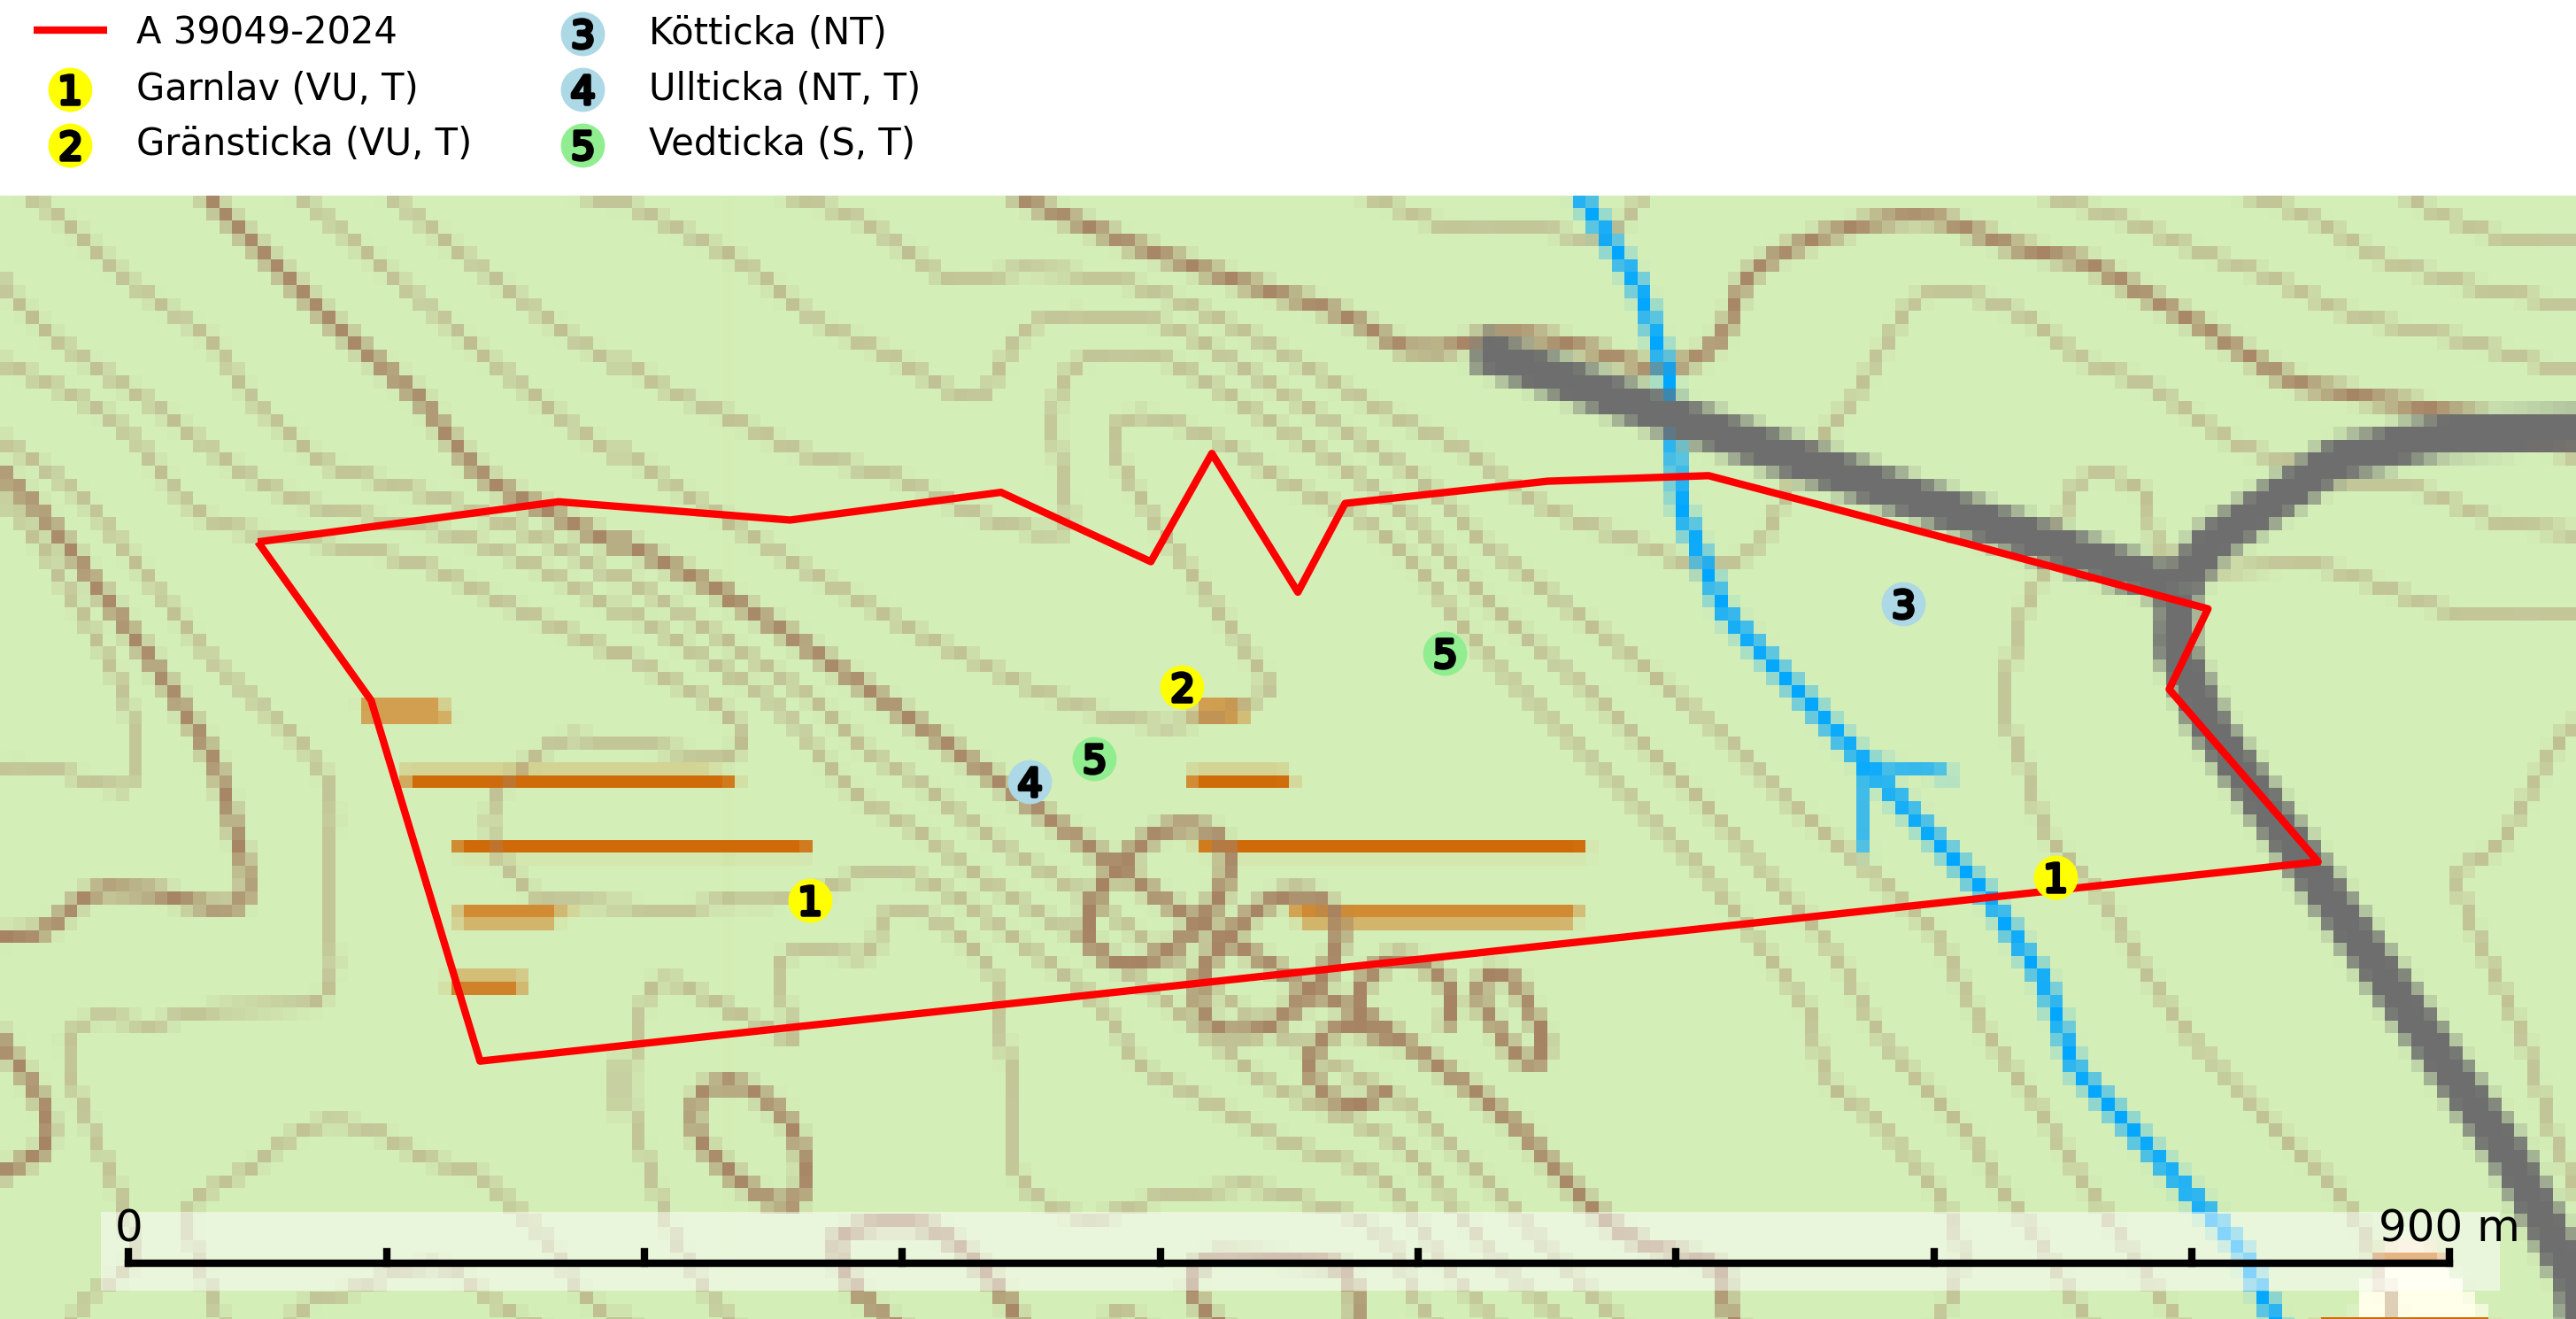 A 39049-2024
1 Garnlav (VU, T)
2 Gränsticka (VU, T)
3 Kötticka (NT)
4 Ullticka (NT, T)
5 Vedticka (S, T)
3
5
2
5
4
1
1
0
900 m